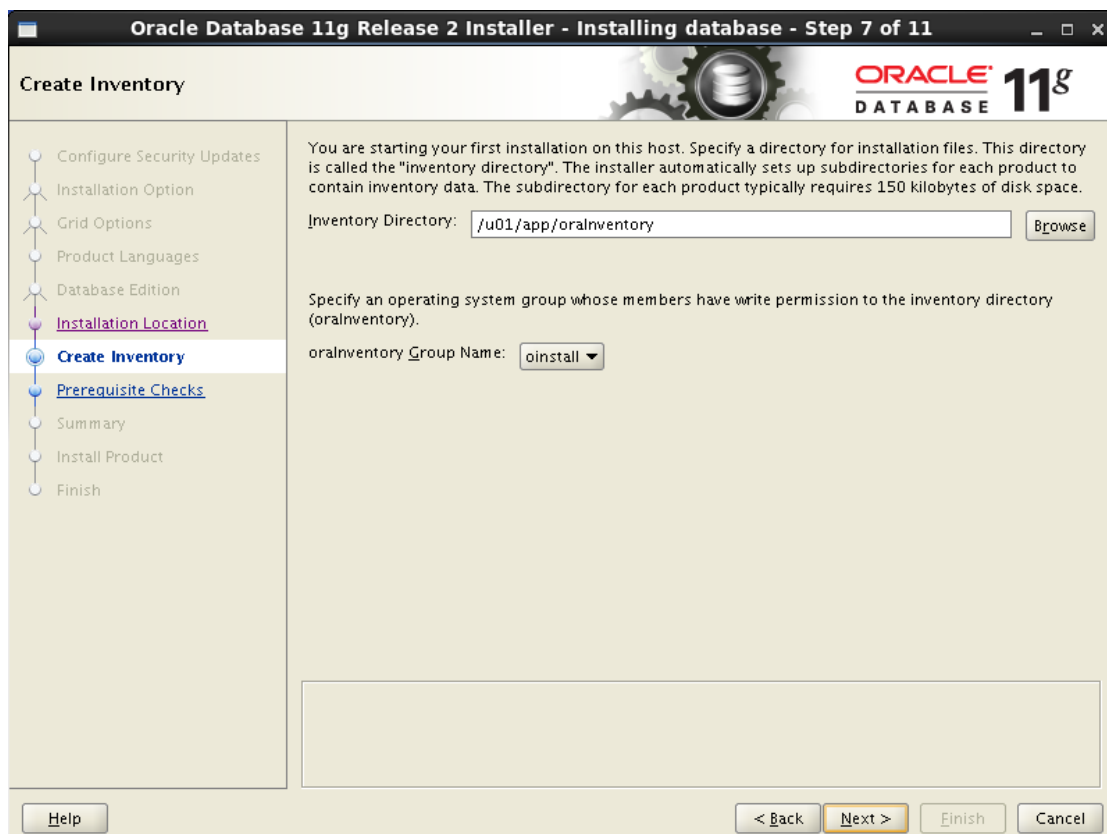 Oracle Database 11g Release 2 Installer - Installing database - Step 7 of 11
Create Inventory
ORACLE
DATABASE
11g
Configure Security Updates
Installation Option
Grid Options
Product Languages
Database Edition
Installation Location
Create Inventory
Prerequisite Checks
Summary
Install Product
Finish
You are starting your first installation on this host. Specify a directory for installation files. This directory
is called the "inventory directory". The installer automatically sets up subdirectories for each product to
contain inventory data. The subdirectory for each product typically requires 150 kilobytes of disk space.
Inventory Directory: /u01/app/oraInventory Browse
Specify an operating system group whose members have write permission to the inventory directory
(oraInventory).
oraInventory Group Name: oinstall
Help < Back Next > Finish Cancel